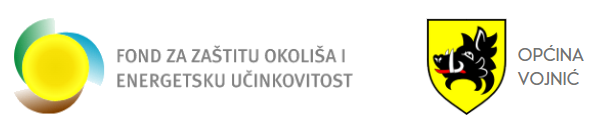 FOND ZA ZAŠTITU OKOLIŠA I
ENERGETSKU UČINKOVITOST
OPĆINA
VOJNIĆ